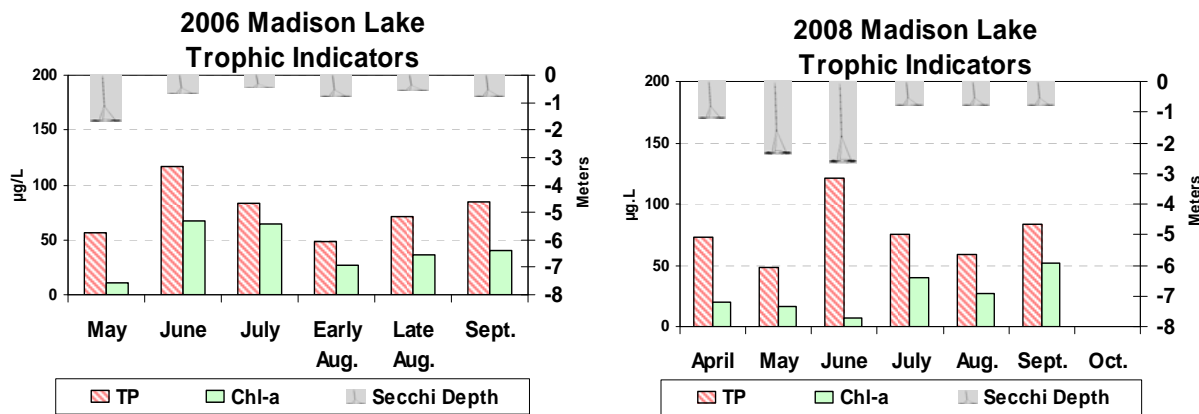 2006 Madison Lake
Trophic Indicators
200
150
100
50
0
µg/L
0
-1
-2
-3
-4
-5
-6
-7
-8
Meters
May June July Early Aug. Late Aug. Sept.
TP Chl-a Secchi Depth
2008 Madison Lake
Trophic Indicators
200
150
100
50
0
µg.L
0
-1
-2
-3
-4
-5
-6
-7
-8
Meters
April May June July Aug. Sept. Oct.
TP Chl-a Secchi Depth